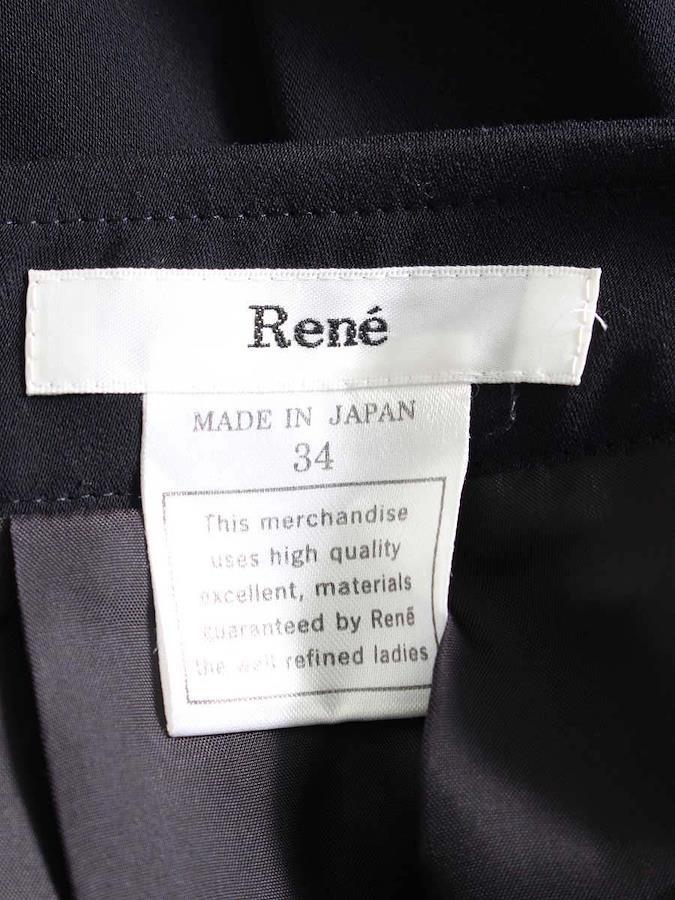 René
MADE IN JAPAN
34
This merchandise
uses high quality
excellent, materials
guaranteed by René
the well refined ladies